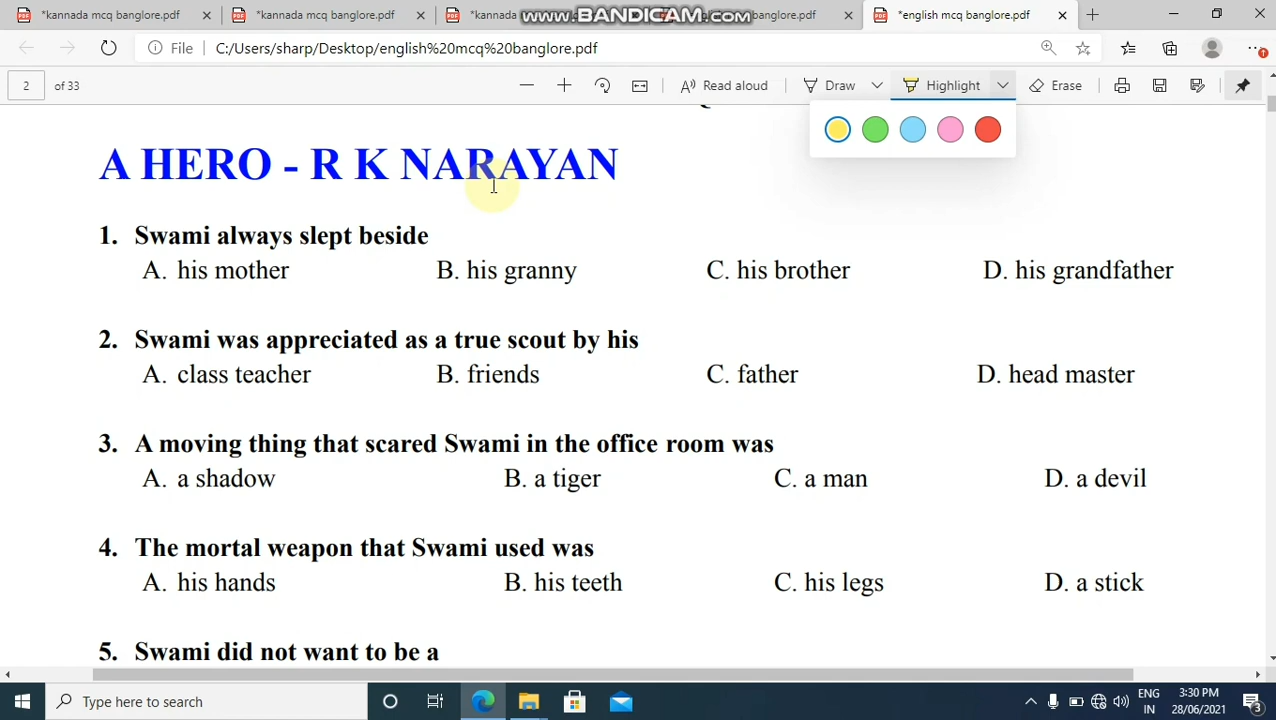 *kannada mcq banglore.pdf
*kannada mcq banglore.pdf
*kannada
www.BANDICAM.com
banglore.pdf
*english mcq banglore.pdf
File
C:/Users/sharp/Desktop/english%20mcq%20banglore.pdf
2 of 33
Read aloud
Draw
Highlight
Erase
A HERO - R K NARAYAN
1. Swami always slept beside
A. his mother B. his granny C. his brother D. his grandfather
2. Swami was appreciated as a true scout by his
A. class teacher B. friends C. father D. head master
3. A moving thing that scared Swami in the office room was
A. a shadow B. a tiger C. a man D. a devil
4. The mortal weapon that Swami used was
A. his hands B. his teeth C. his legs D. a stick
5. Swami did not want to be a
Type here to search
ENG
IN
3:30 PM
28/06/2021
3